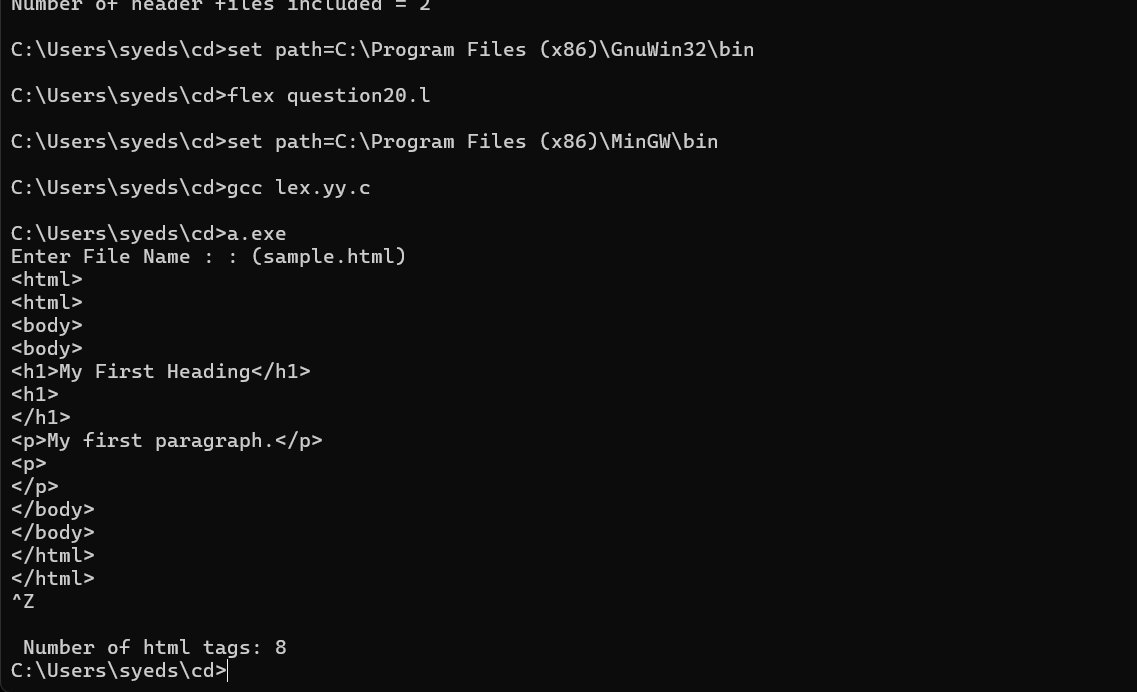 Number of header files included = 2
C:\Users\syeds\cd>set path=C:\Program Files (x86)\GnuWin32\bin
C:\Users\syeds\cd>flex question20.l
C:\Users\syeds\cd>set path=C:\Program Files (x86)\MinGW\bin
C:\Users\syeds\cd>gcc lex.yy.c
C:\Users\syeds\cd>a.exe
Enter File Name : : (sample.html)
<html>
<html>
<body>
<body>
<h1>My First Heading</h1>
<h1>
</h1>
<p>My first paragraph.</p>
<p>
</p>
</body>
</body>
</html>
</html>
^Z
Number of html tags: 8
C:\Users\syeds\cd>